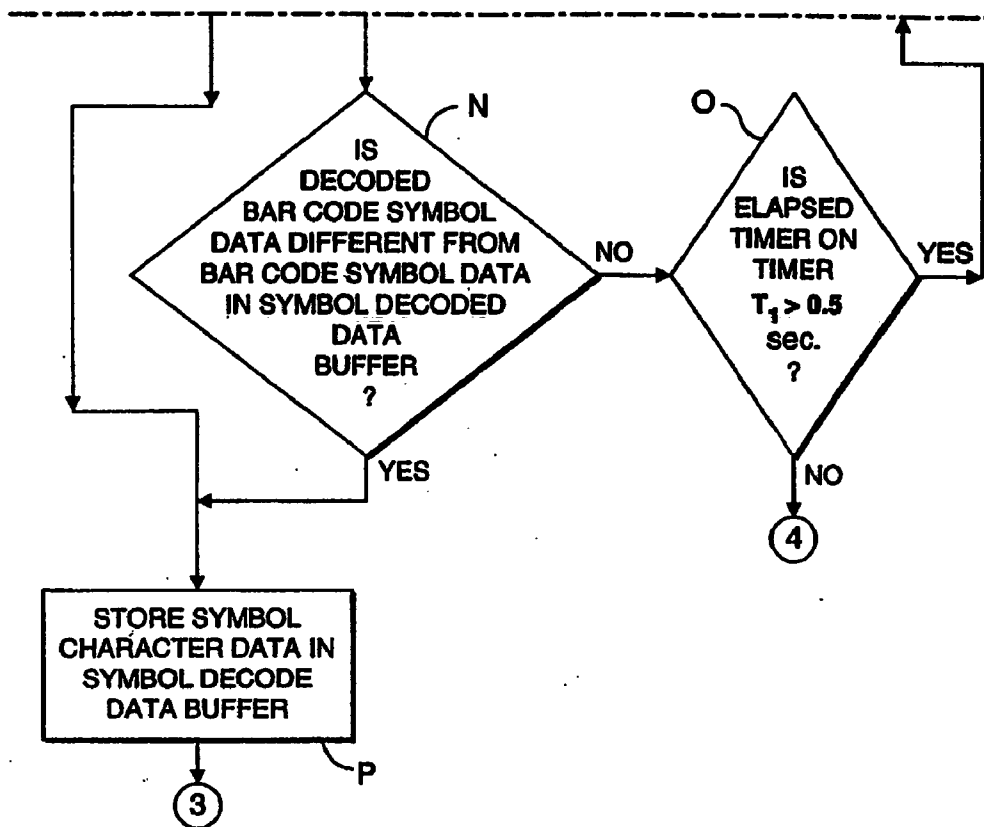 N
IS
DECODED
BAR CODE SYMBOL
DATA DIFFERENT FROM
BAR CODE SYMBOL DATA
IN SYMBOL DECODED
DATA
BUFFER
?
NO
YES
O
IS
ELAPSED
TIMER ON
TIMER
T₁ > 0.5
sec.
?
YES
NO
4
STORE SYMBOL
CHARACTER DATA IN
SYMBOL DECODE
DATA BUFFER
P
3